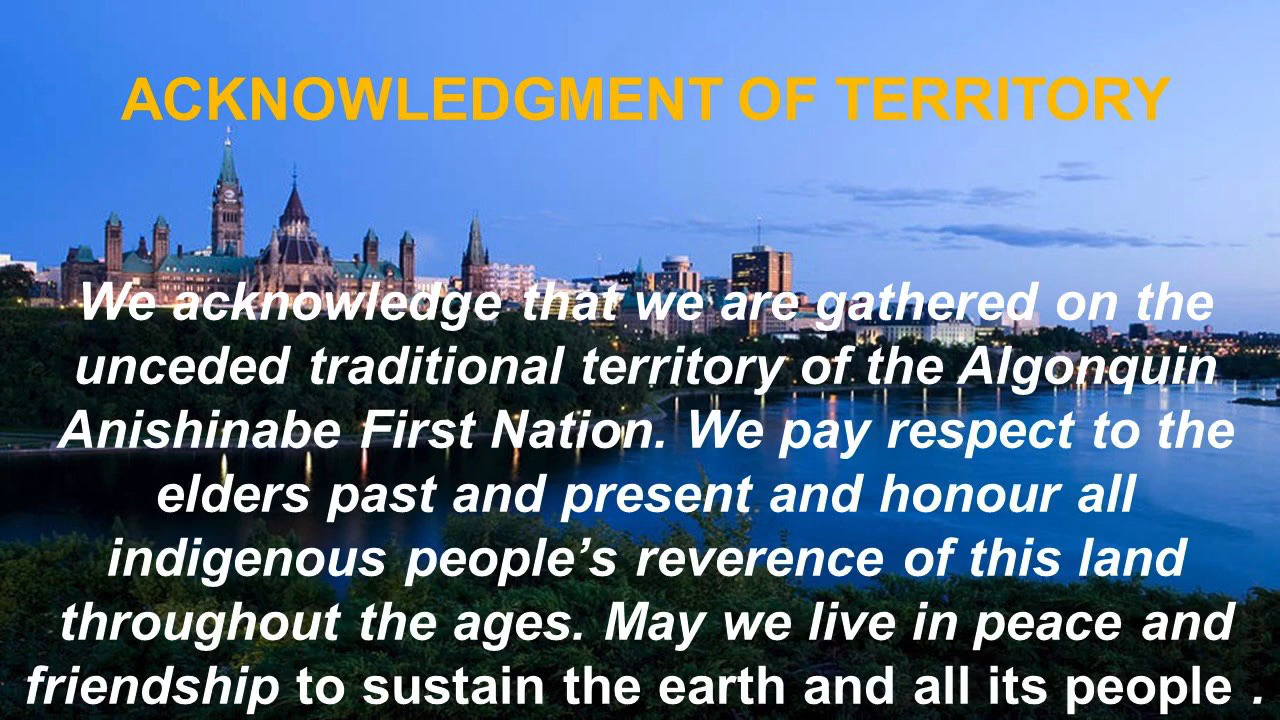 ACKNOWLEDGMENT OF TERRITORY
We acknowledge that we are gathered on the
unceded traditional territory of the Algonquin
Anishinabe First Nation. We pay respect to the
elders past and present and honour all
indigenous people’s reverence of this land
throughout the ages. May we live in peace and
friendship to sustain the earth and all its people .